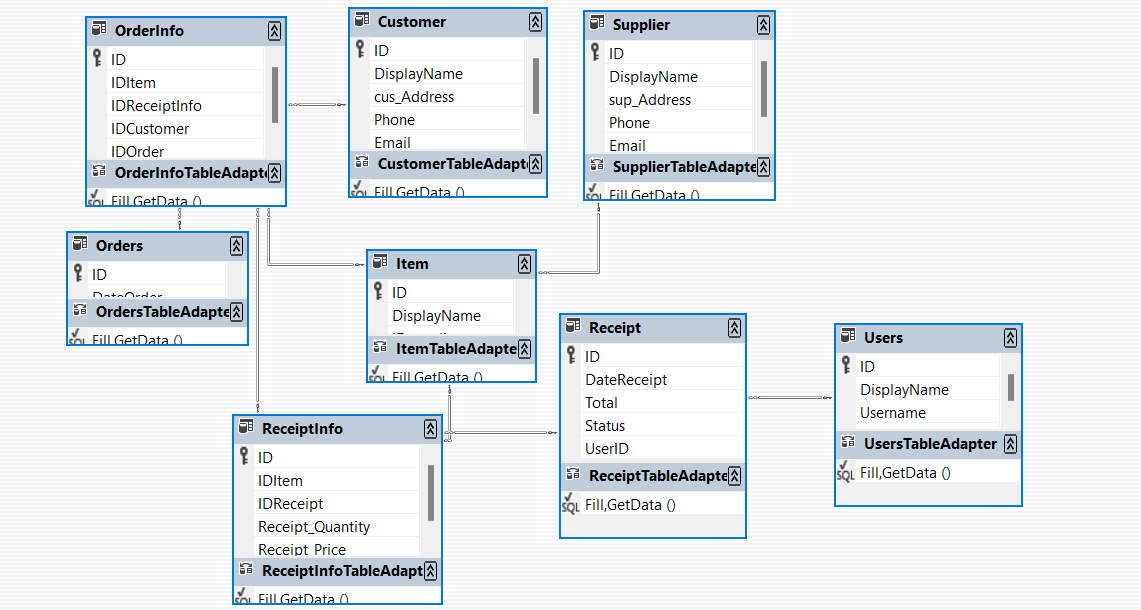 OrderInfo
ID
IDItem
IDReceiptInfo
IDCustomer
IDOrder
OrderInfoTableAdapte
Fill,GetData ()
Customer
ID
DisplayName
cus_Address
Phone
Email
CustomerTableAdapte
Fill,GetData ()
Supplier
ID
DisplayName
sup_Address
Phone
Email
SupplierTableAdapte
Fill,GetData ()
Orders
ID
DateOrder
OrdersTableAdapte
Fill,GetData ()
Item
ID
DisplayName
ItemTableAdapte
Fill,GetData ()
Receipt
ID
DateReceipt
Total
Status
UserID
ReceiptTableAdapte
SQL Fill,GetData ()
Users
ID
DisplayName
Username
UsersTableAdapter
SQL Fill,GetData ()
ReceiptInfo
ID
IDItem
IDReceipt
Receipt_Quantity
Receipt_Price
ReceiptInfoTableAdapt
Fill,GetData ()